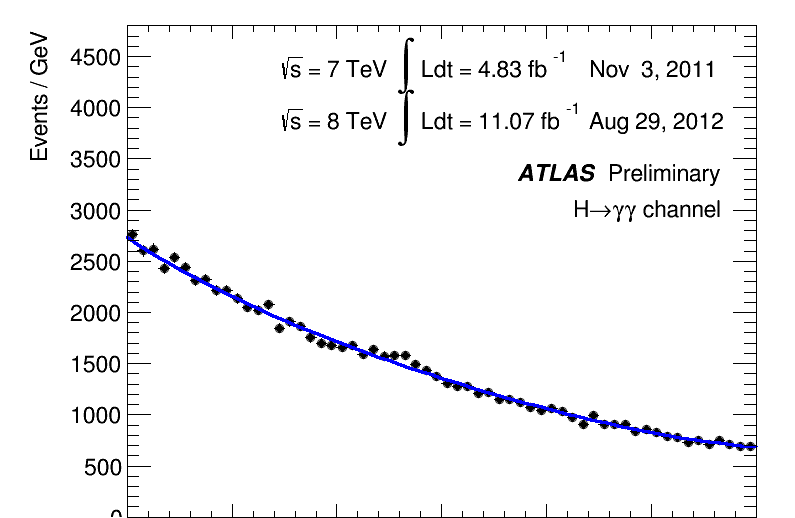 Events / GeV
4500
4000
3500
3000
2500
2000
1500
1000
500
0
√s = 7 TeV ∫ Ldt = 4.83 fb⁻¹ Nov 3, 2011
√s = 8 TeV ∫ Ldt = 11.07 fb⁻¹ Aug 29, 2012
ATLAS Preliminary
H→γγ channel